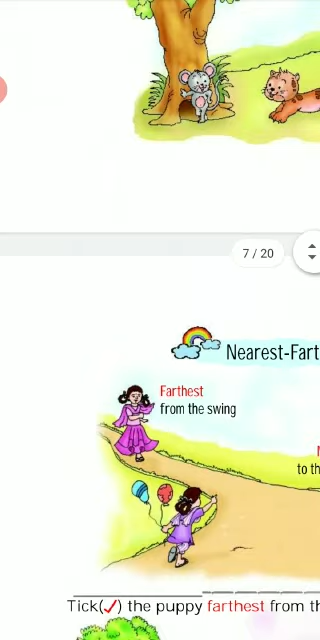 7 / 20
Nearest-Fart
Farthest
from the swing
to th
Tick(✓) the puppy farthest from th